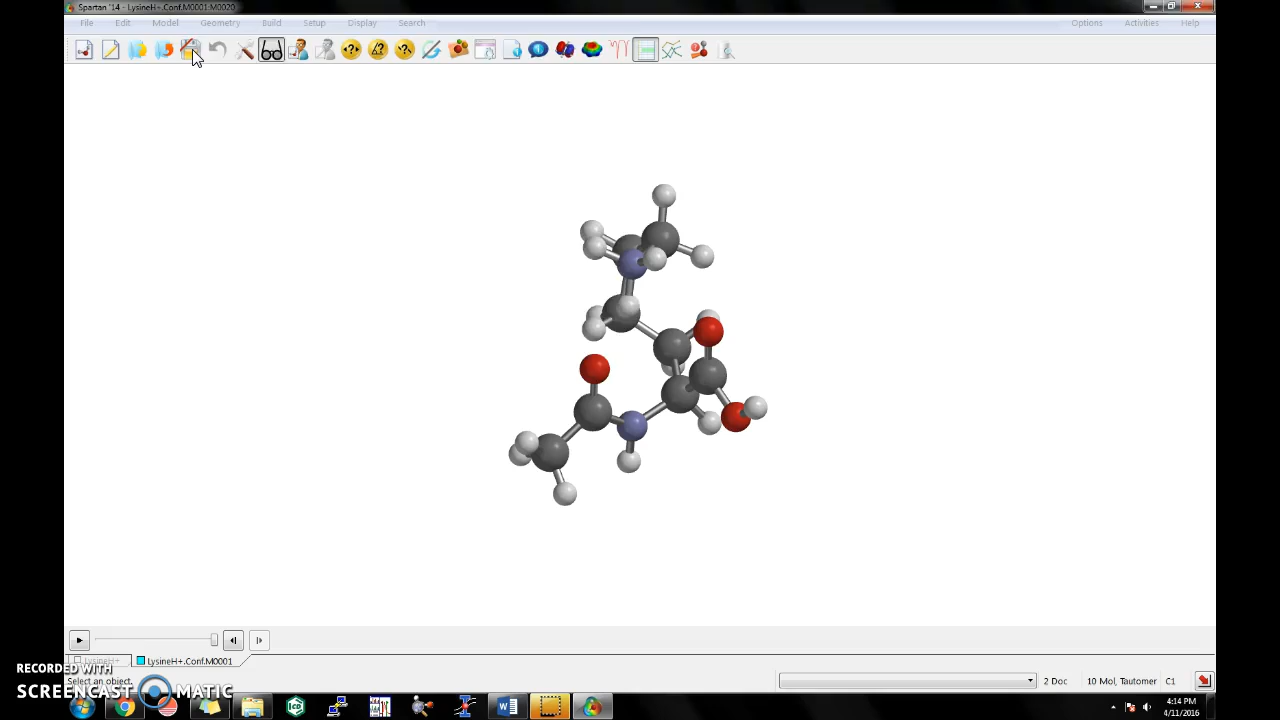 Spartan '14 - LysineH+.Conf.M0001:M0020
File Edit Model Geometry Build Setup Display Search Options Activities Help
LysineH+ LysineH+.Conf.M0001
Select an object. 2 Doc 10 Mol, Tautomer C1
RECORDED WITH
SCREENCAST MATIC
4:14 PM
4/11/2016